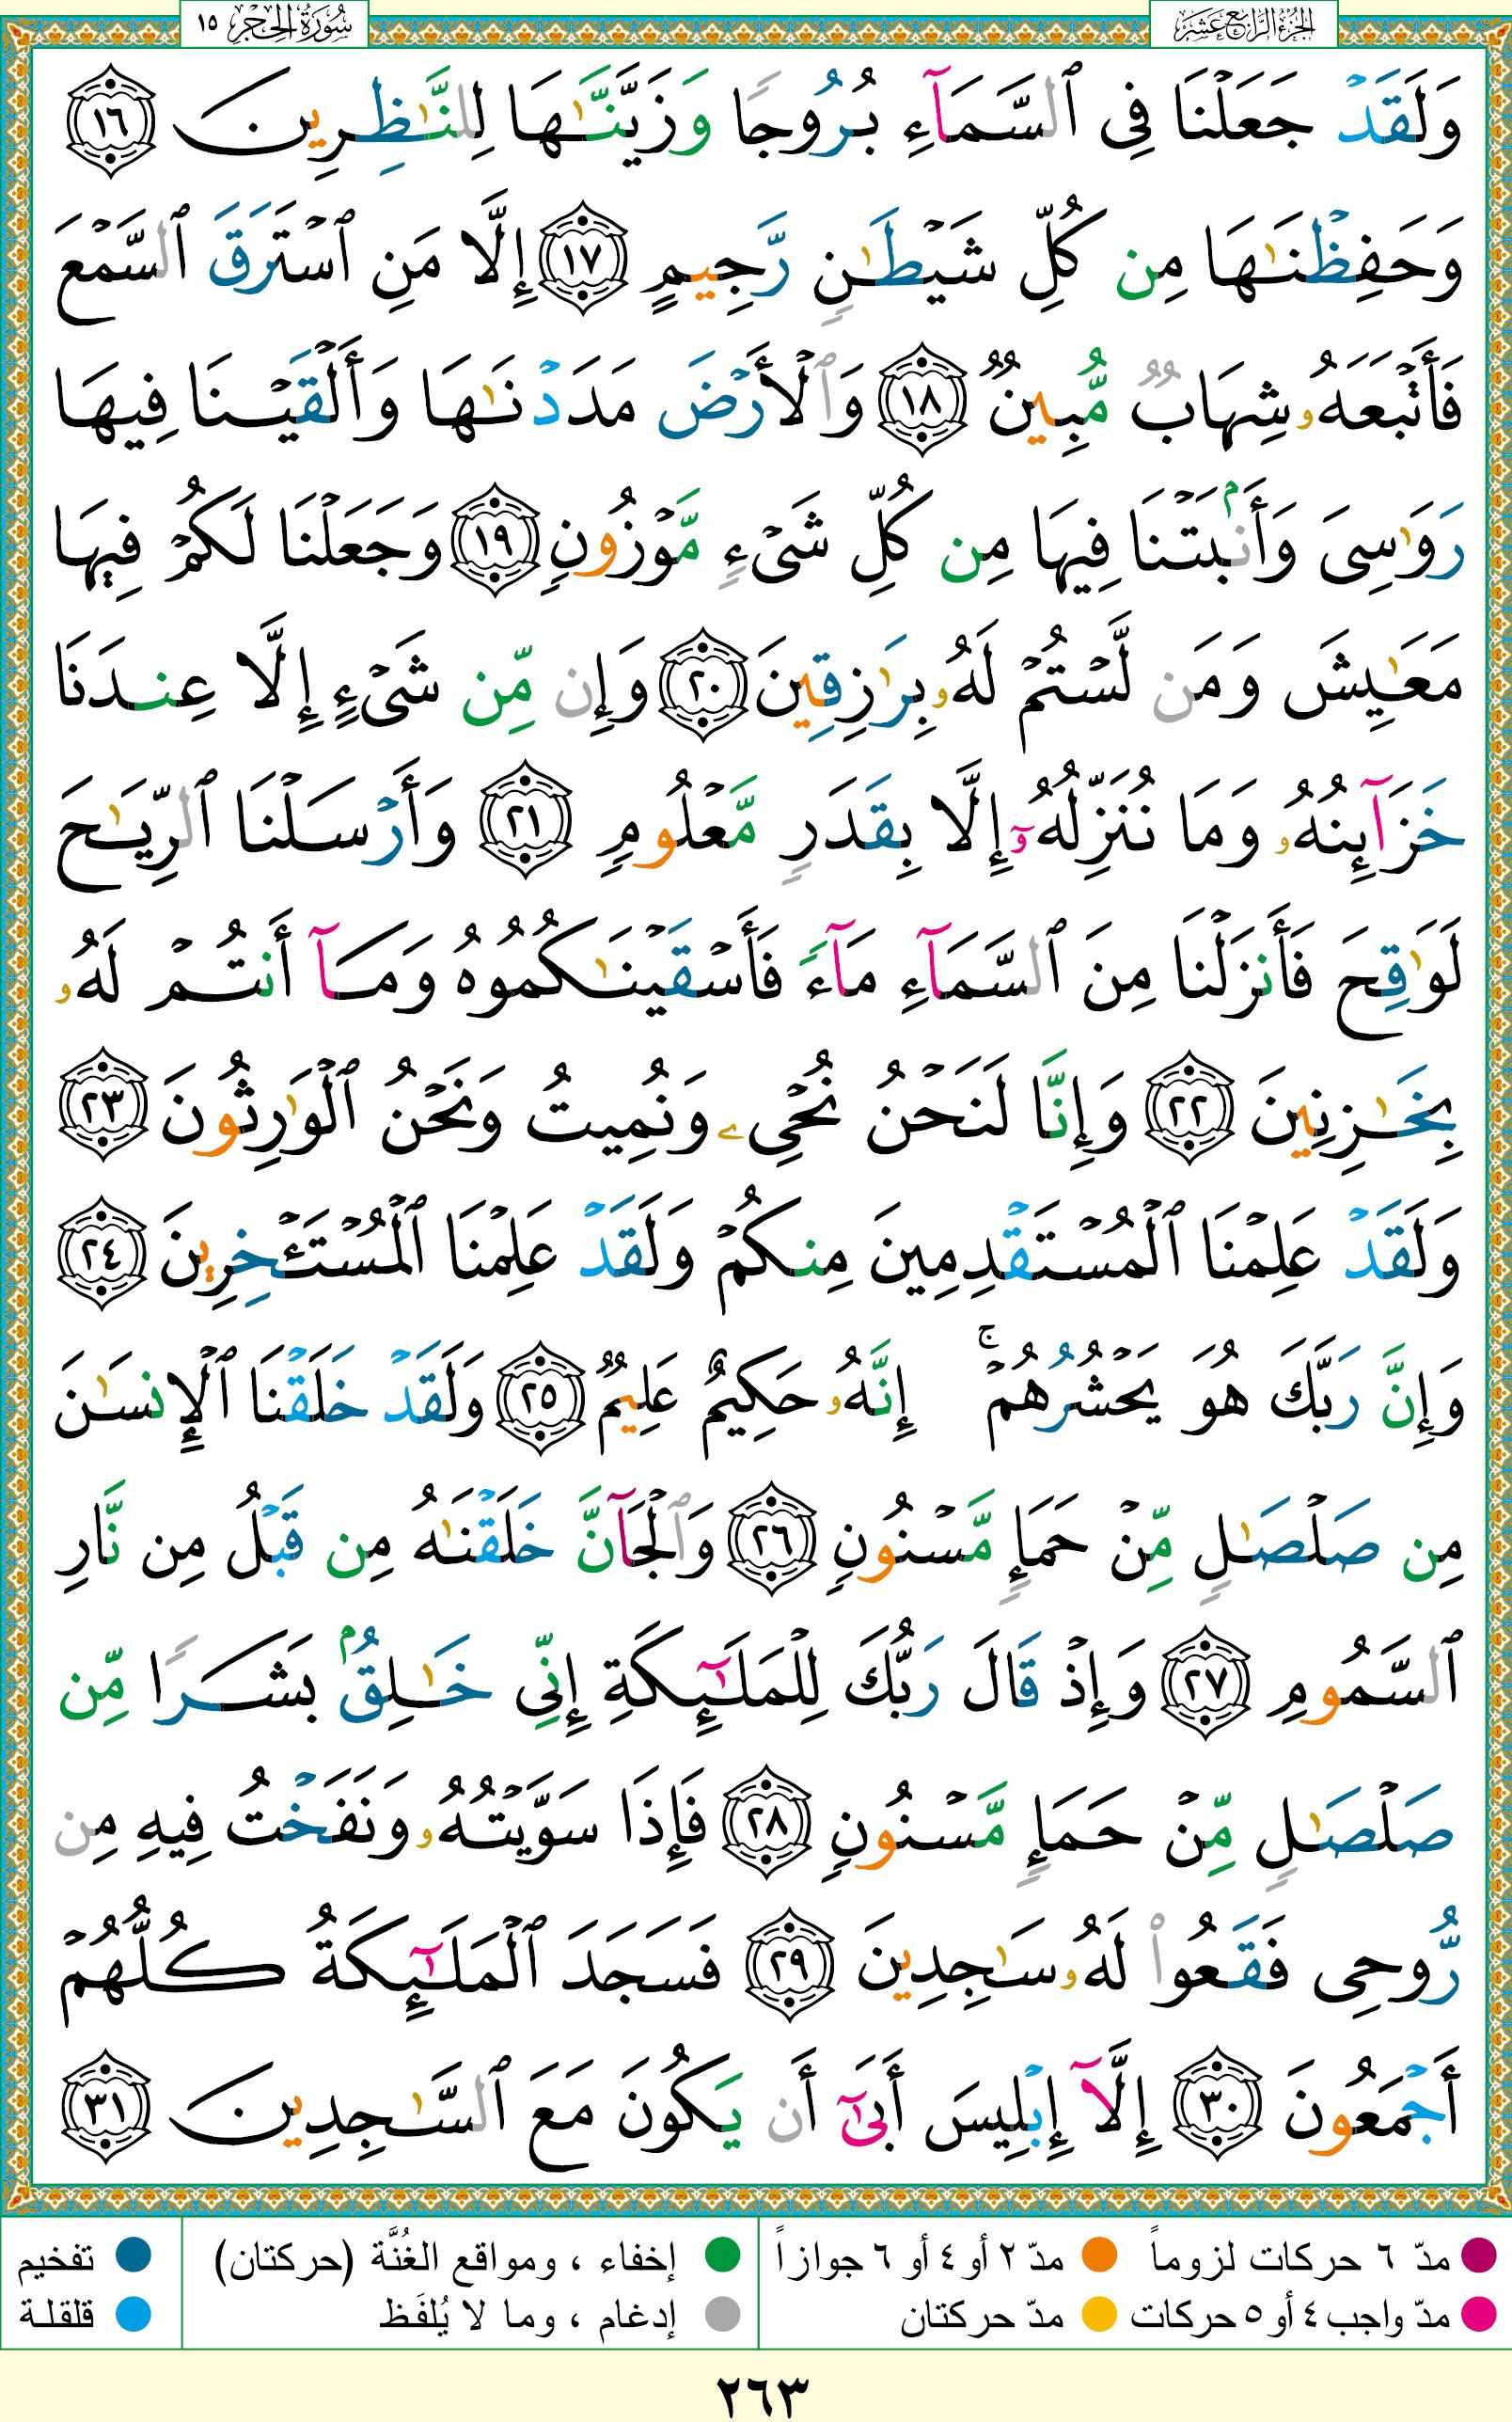 الجزء الرابع عشر
سورة الحجر ١٥
وَلَقَدۡ جَعَلۡنَا فِى ٱلسَّمَآءِ بُرُوجٗا وَزَيَّنَّٰهَا لِلنَّٰظِرِينَ ١٦
وَحَفِظۡنَٰهَا مِن كُلِّ شَيۡطَٰنٖ رَّجِيمٍ ١٧ إِلَّا مَنِ ٱسۡتَرَقَ ٱلسَّمۡعَ
فَأَتۡبَعَهُۥ شِهَابٞ مُّبِينٞ ١٨ وَٱلۡأَرۡضَ مَدَدۡنَٰهَا وَأَلۡقَيۡنَا فِيهَا
رَوَٰسِىَ وَأَنۢبَتۡنَا فِيهَا مِن كُلِّ شَىۡءٖ مَّوۡزُونٖ ١٩ وَجَعَلۡنَا لَكُمۡ فِيهَا
مَعَٰيِشَ وَمَن لَّسۡتُمۡ لَهُۥ بِرَٰزِقِينَ ٢٠ وَإِن مِّن شَىۡءٍ إِلَّا عِندَنَا
خَزَآئِنُهُۥ وَمَا نُنَزِّلُهُۥٓ إِلَّا بِقَدَرٖ مَّعۡلُومٖ ٢١ وَأَرۡسَلۡنَا ٱلرِّيَٰحَ
لَوَٰقِحَ فَأَنزَلۡنَا مِنَ ٱلسَّمَآءِ مَآءٗ فَأَسۡقَيۡنَٰكُمُوهُ وَمَآ أَنتُمۡ لَهُۥ
بِخَٰزِنِينَ ٢٢ وَإِنَّا لَنَحۡنُ نُحۡىِۦ وَنُمِيتُ وَنَحۡنُ ٱلۡوَٰرِثُونَ ٢٣
وَلَقَدۡ عَلِمۡنَا ٱلۡمُسۡتَقۡدِمِينَ مِنكُمۡ وَلَقَدۡ عَلِمۡنَا ٱلۡمُسۡتَـٔۡخِرِينَ ٢٤
وَإِنَّ رَبَّكَ هُوَ يَحۡشُرُهُمۡۚ إِنَّهُۥ حَكِيمٌ عَلِيمٞ ٢٥ وَلَقَدۡ خَلَقۡنَا ٱلۡإِنسَٰنَ
مِن صَلۡصَٰلٖ مِّنۡ حَمَإٖ مَّسۡنُونٖ ٢٦ وَٱلۡجَآنَّ خَلَقۡنَٰهُ مِن قَبۡلُ مِن نَّارِ
ٱلسَّمُومِ ٢٧ وَإِذۡ قَالَ رَبُّكَ لِلۡمَلَٰٓئِكَةِ إِنِّى خَٰلِقُۢ بَشَرٗا مِّن
صَلۡصَٰلٖ مِّنۡ حَمَإٖ مَّسۡنُونٖ ٢٨ فَإِذَا سَوَّيۡتُهُۥ وَنَفَخۡتُ فِيهِ مِن
رُّوحِى فَقَعُواْ لَهُۥ سَٰجِدِينَ ٢٩ فَسَجَدَ ٱلۡمَلَٰٓئِكَةُ كُلُّهُمۡ
أَجۡمَعُونَ ٣٠ إِلَّآ إِبۡلِيسَ أَبَىٰٓ أَن يَكُونَ مَعَ ٱلسَّٰجِدِينَ ٣١
مدّ ٦ حركات لزوماً مدّ ٢ أو ٤ أو ٦ جوازاً إخفاء ، ومواقع الغُنَّة (حركتان) تفخيم
مدّ واجب ٤ أو ٥ حركات مدّ حركتان إدغام ، وما لا يُلفَظ قلقلة
٢٦٣